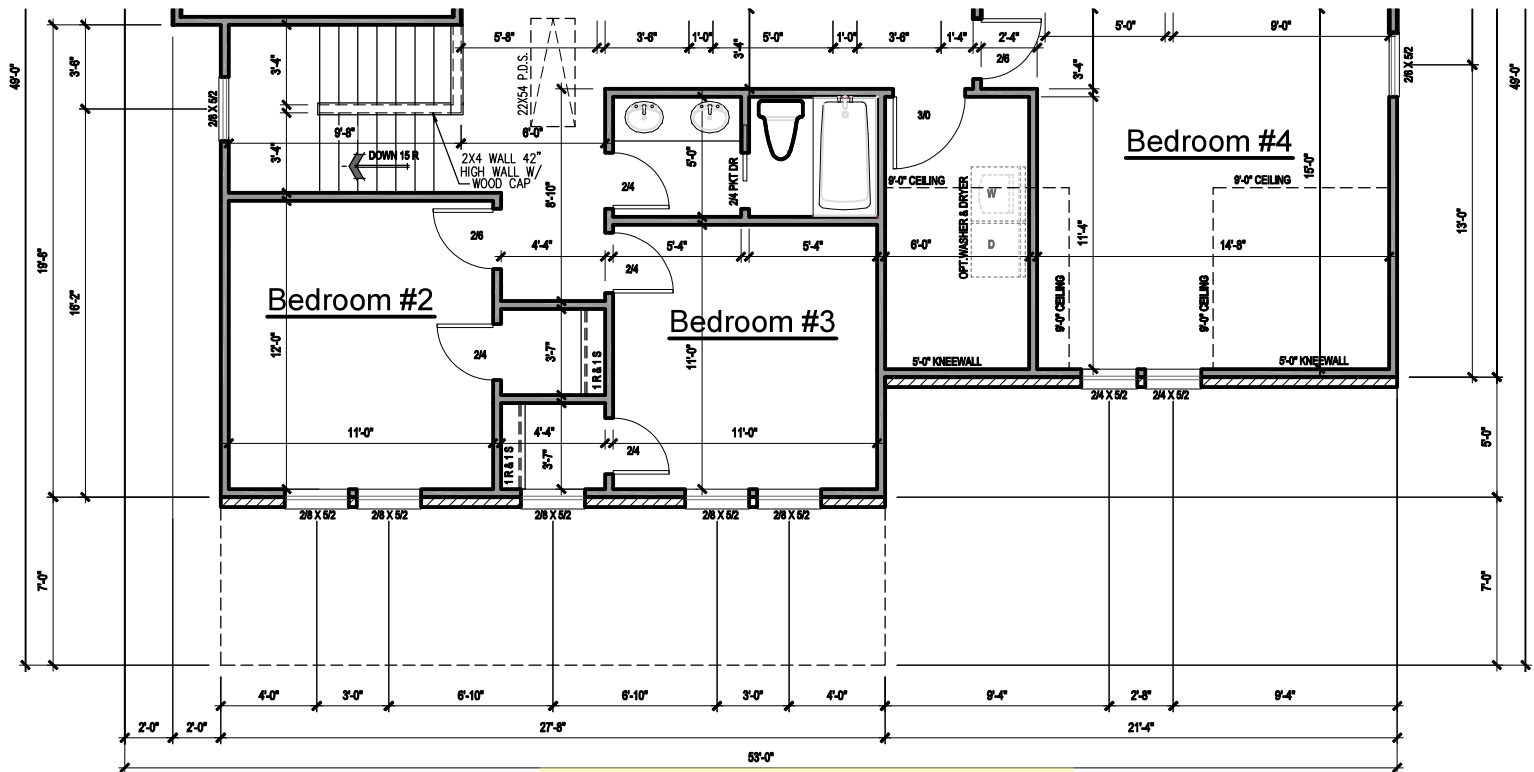 5'-8"
3'-6"
1'-0"
5'-0"
1'-0"
3'-6"
1'-4"
2'-4"
5'-0"
9'-0"
49'-0"
3'-6"
3'-4"
22X54 P.D.S.
3'-4"
2/6
3'-4"
2/8 X 5/2
2/8 X 5/2
49'-0"
9'-8"
6'-0"
3/0
Bedroom #4
3'-4"
DOWN 15 R
2X4 WALL 42"
HIGH WALL W/
WOOD CAP
5'-0"
2/4 PKT DR
2/4
8'-10"
9'-0" CEILING
9'-0" CEILING
15'-0"
W
D
OPT. WASHER & DRYER
2/6
4'-4"
5'-4"
5'-4"
6'-0"
11'-4"
14'-8"
13'-0"
19'-8"
16'-2"
2/4
Bedroom #2
Bedroom #3
9'-0" CEILING
9'-0" CEILING
12'-0"
2/4
3'-7"
1 R & 1 S
11'-0"
5'-0" KNEEWALL
5'-0" KNEEWALL
2/4 X 5/2
2/4 X 5/2
11'-0"
4'-4"
11'-0"
5'-0"
1 R & 1 S
3'-7"
2/4
2/8 X 5/2
2/8 X 5/2
2/8 X 5/2
2/8 X 5/2
2/8 X 5/2
7'-0"
7'-0"
4'-0"
3'-0"
6'-10"
6'-10"
3'-0"
4'-0"
9'-4"
2'-8"
9'-4"
2'-0"
2'-0"
27'-8"
21'-4"
53'-0"